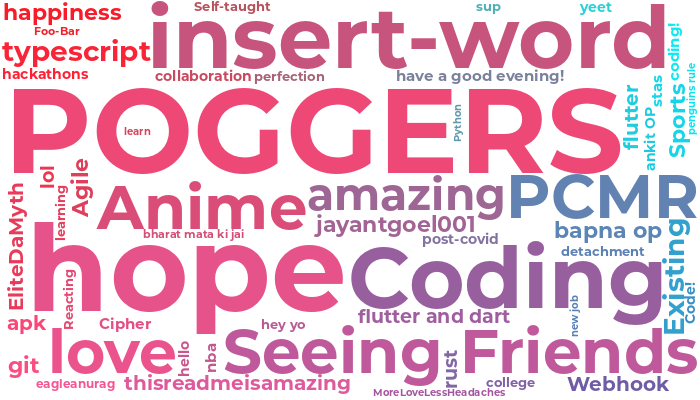 happiness
Self-taught
sup
yeet
Foo-Bar
insert-word
coding!
typescript
hackathons
collaboration
perfection
have a good evening!
penguins rule
POGGERS
learn
Python
flutter
stas
Sports
ankit OP
lol
Agile
learning
EliteDaMyth
Anime
amazing
PCMR
jayantgoel001
bapna op
bharat mata ki jai
post-covid
detachment
Existing
hope
Coding
Code!
Reacting
new job
apk
Cipher
hey yo
flutter and dart
git
love
hello
nba
Seeing
Friends
rust
eagleanurag
thisreadmeisamazing
college
Webhook
MoreLoveLessHeadaches